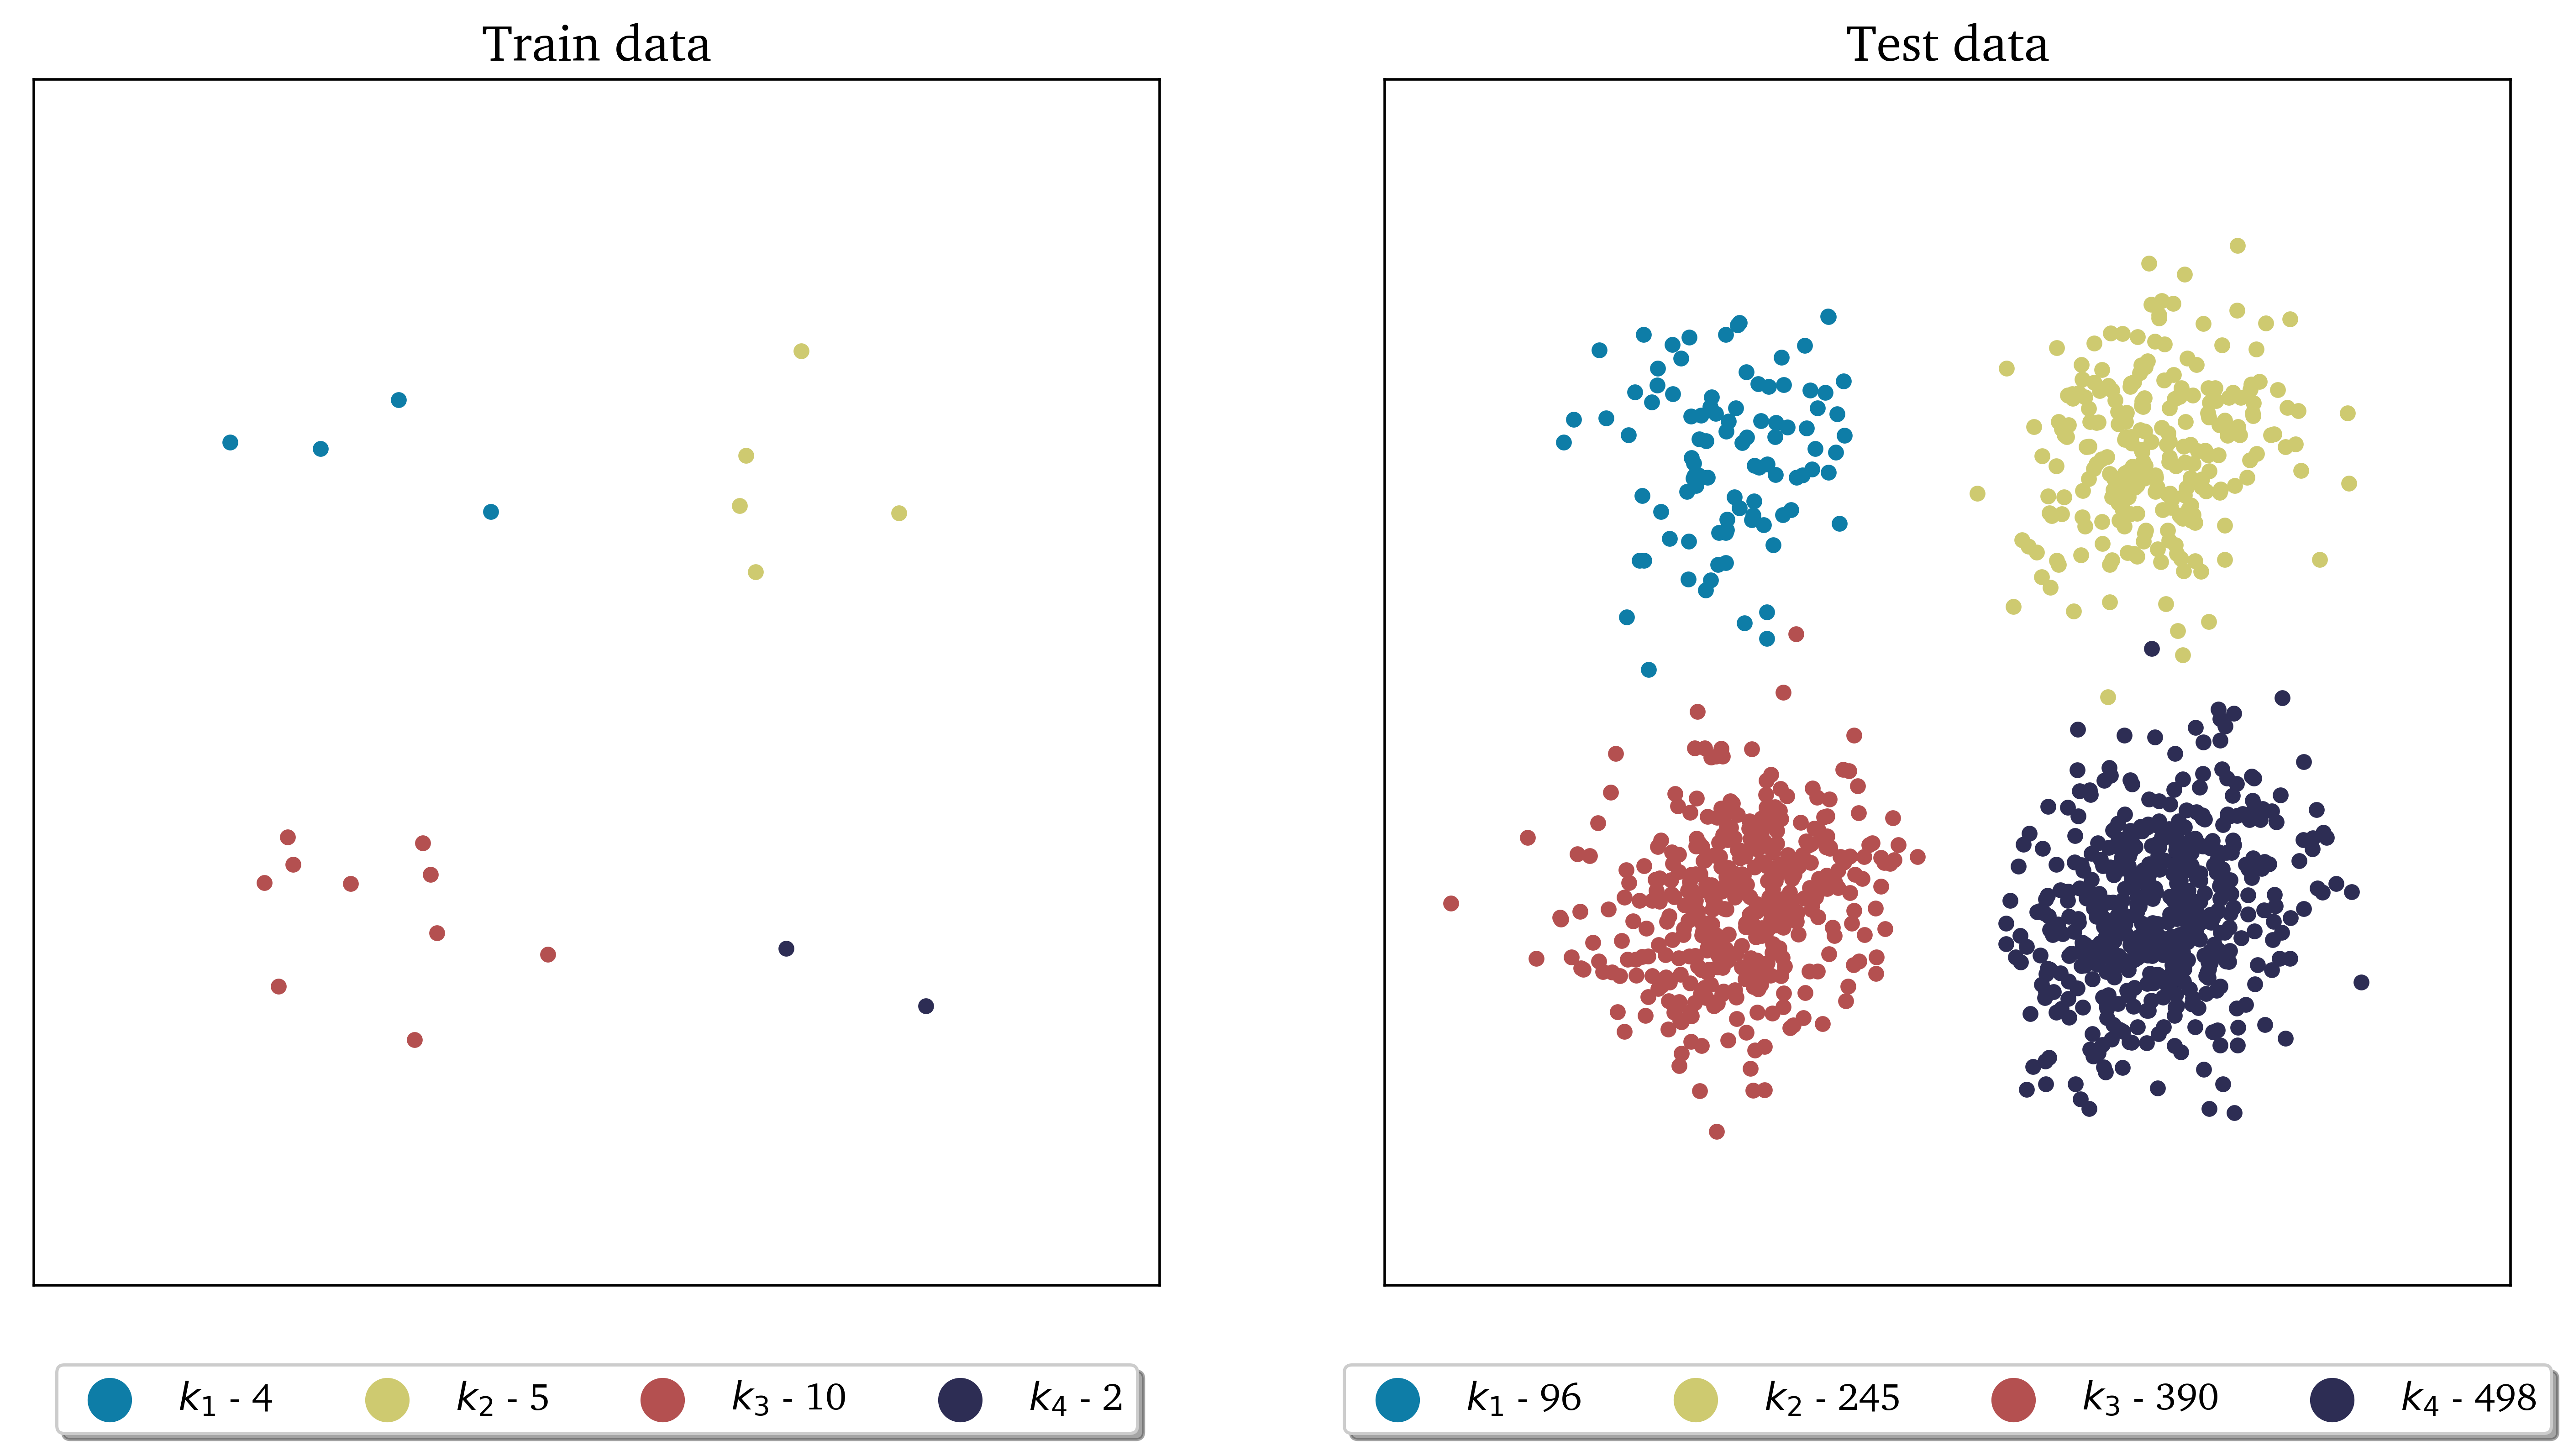 Train data
Test data
k₁ - 4 k₂ - 5 k₃ - 10 k₄ - 2
k₁ - 96 k₂ - 245 k₃ - 390 k₄ - 498